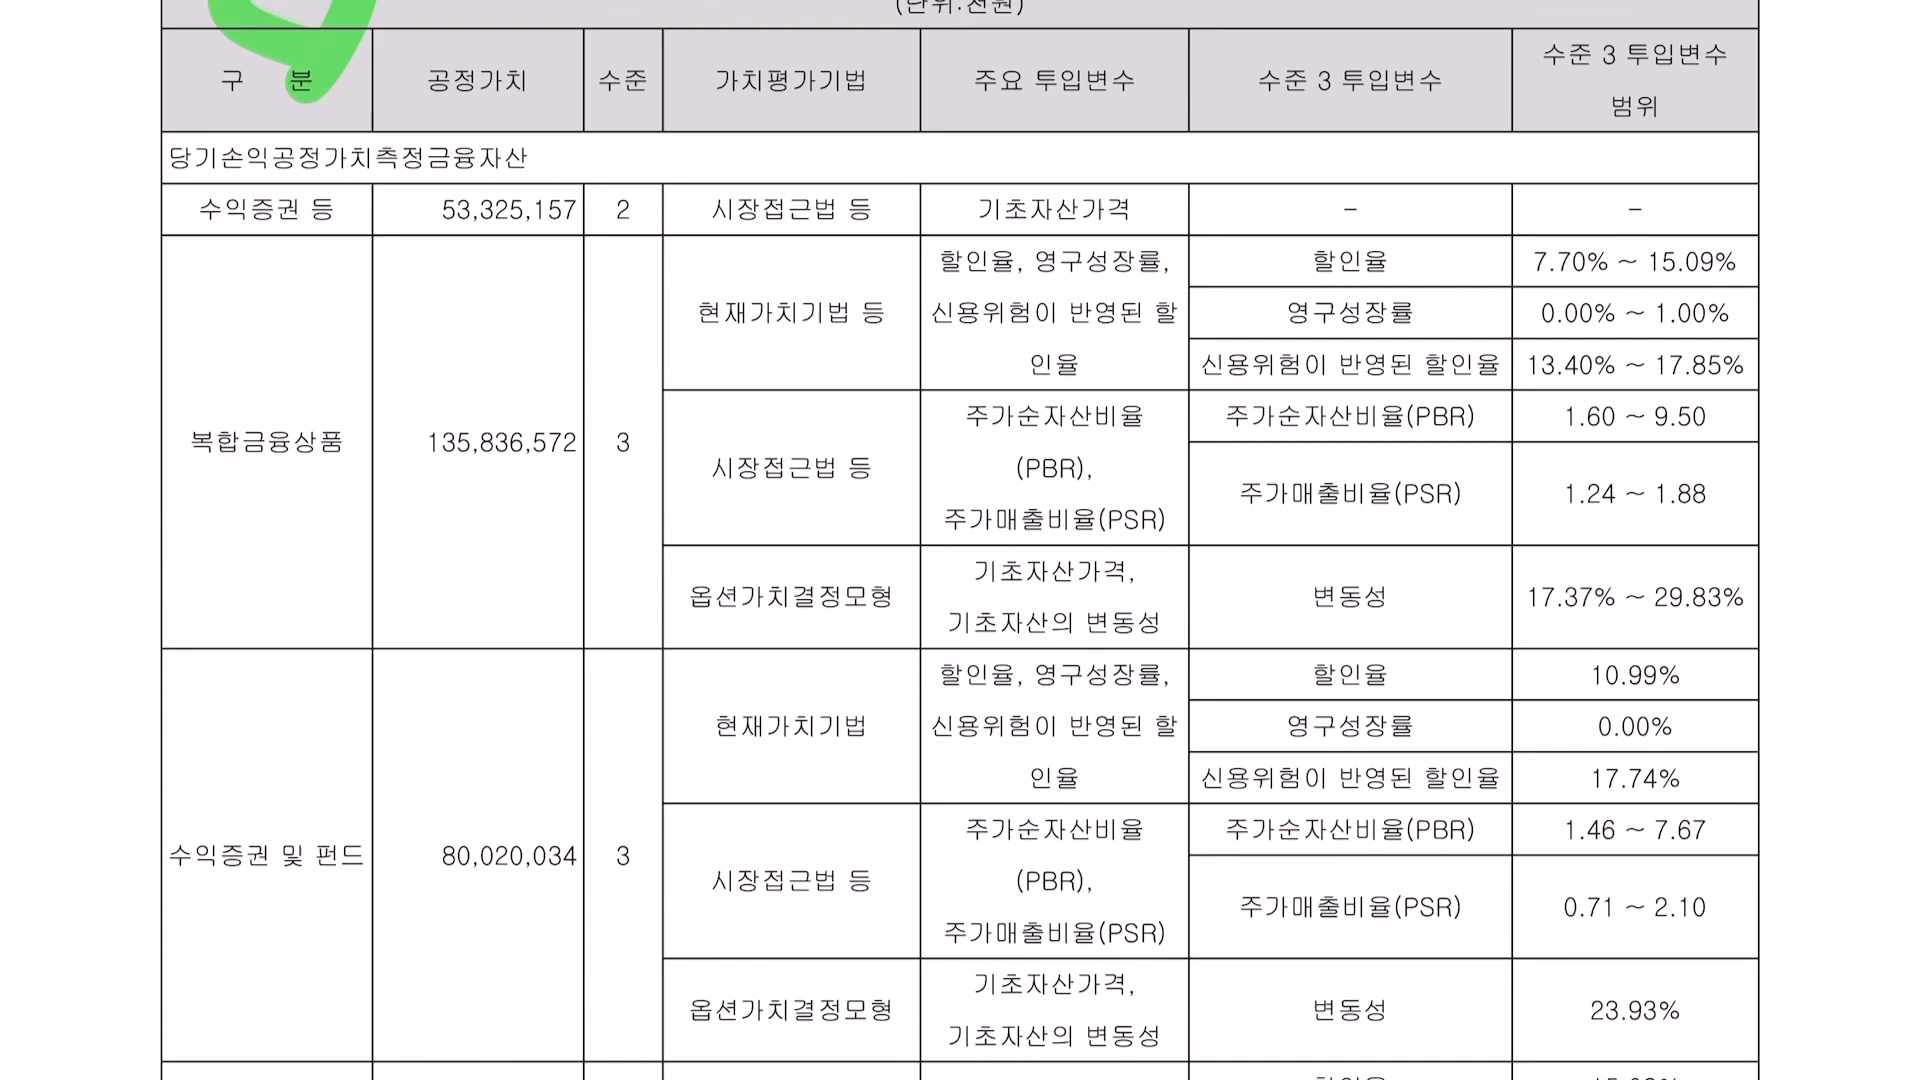 (단위:천원)
구 분 공정가치 수준 가치평가기법 주요 투입변수 수준 3 투입변수 수준 3 투입변수
범위
당기손익공정가치측정금융자산
수익증권 등 53,325,157 2 시장접근법 등 기초자산가격 - -
복합금융상품 135,836,572 3
현재가치기법 등
할인율, 영구성장률,
신용위험이 반영된 할
인율
할인율 7.70% ~ 15.09%
영구성장률 0.00% ~ 1.00%
신용위험이 반영된 할인율 13.40% ~ 17.85%
시장접근법 등
주가순자산비율
(PBR),
주가매출비율(PSR)
주가순자산비율(PBR) 1.60 ~ 9.50
주가매출비율(PSR) 1.24 ~ 1.88
옵션가치결정모형
기초자산가격,
기초자산의 변동성
변동성 17.37% ~ 29.83%
수익증권 및 펀드 80,020,034 3
현재가치기법
할인율, 영구성장률,
신용위험이 반영된 할
인율
할인율 10.99%
영구성장률 0.00%
신용위험이 반영된 할인율 17.74%
시장접근법 등
주가순자산비율
(PBR),
주가매출비율(PSR)
주가순자산비율(PBR) 1.46 ~ 7.67
주가매출비율(PSR) 0.71 ~ 2.10
옵션가치결정모형
기초자산가격,
기초자산의 변동성
변동성 23.93%